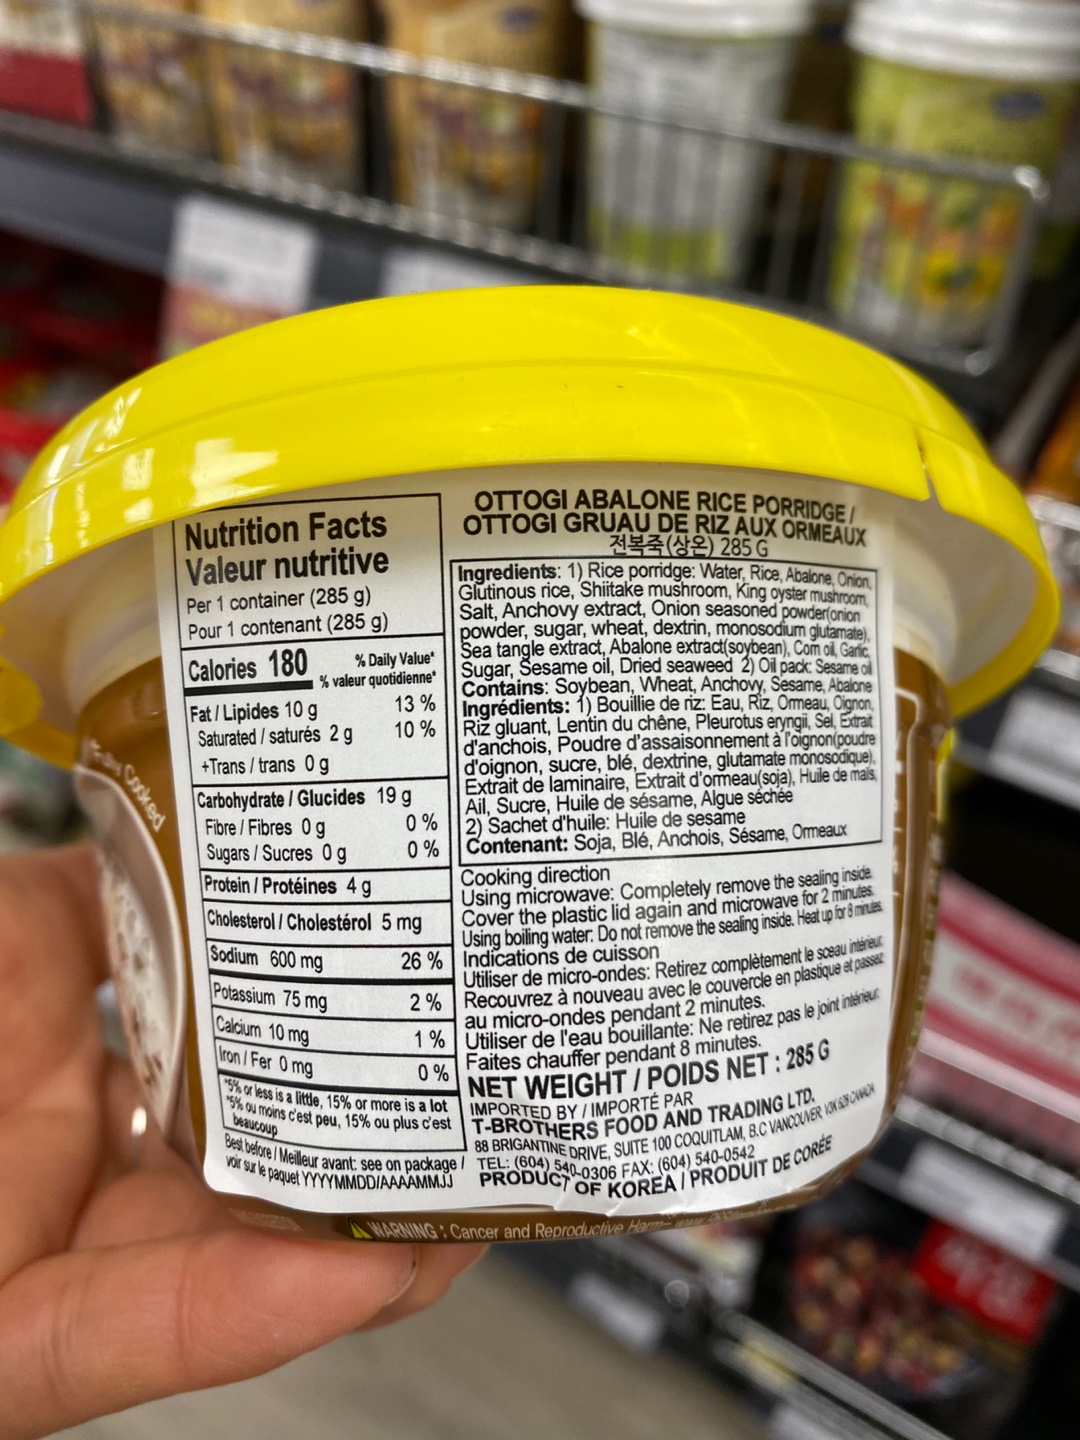 Nutrition Facts
Valeur nutritive
Per 1 container (285 g)
Pour 1 contenant (285 g)
Calories 180
% Daily Value*
% valeur quotidienne*
Fat / Lipides 10 g 13 %
Saturated / saturés 2 g 10 %
+Trans / trans 0 g
Carbohydrate / Glucides 19 g
Fibre / Fibres 0 g 0 %
Sugars / Sucres 0 g 0 %
Protein / Protéines 4 g
Cholesterol / Cholestérol 5 mg
Sodium 600 mg 26 %
Potassium 75 mg 2 %
Calcium 10 mg 1 %
Iron / Fer 0 mg 0 %
*5% or less is a little, 15% or more is a lot
*5% ou moins c'est peu, 15% ou plus c'est
beaucoup
Best before / Meilleur avant: see on package /
voir sur le paquet YYYYMMDD/AAAAMMJJ
OTTOGI ABALONE RICE PORRIDGE /
OTTOGI GRUAU DE RIZ AUX ORMEAUX
전복죽(상온) 285 G
Ingredients: 1) Rice porridge: Water, Rice, Abalone, Onion,
Glutinous rice, Shiitake mushroom, King oyster mushroom,
Salt, Anchovy extract, Onion seasoned powder(onion
powder, sugar, wheat, dextrin, monosodium glutamate),
Sea tangle extract, Abalone extract(soybean), Corn oil, Garlic,
Sugar, Sesame oil, Dried seaweed 2) Oil pack: Sesame oil
Contains: Soybean, Wheat, Anchovy, Sesame, Abalone
Ingrédients: 1) Bouillie de riz: Eau, Riz, Ormeau, Oignon,
Riz gluant, Lentin du chêne, Pleurotus eryngii, Sel, Extrait
d'anchois, Poudre d'assaisonnement à l'oignon(poudre
d'oignon, sucre, blé, dextrine, glutamate monosodique),
Extrait de laminaire, Extrait d'ormeau(soja), Huile de maïs,
Ail, Sucre, Huile de sésame, Algue séchée
2) Sachet d'huile: Huile de sesame
Contenant: Soja, Blé, Anchois, Sésame, Ormeaux
Cooking direction
Using microwave: Completely remove the sealing inside.
Cover the plastic lid again and microwave for 2 minutes.
Using boiling water: Do not remove the sealing inside. Heat up for 8 minutes.
Indications de cuisson
Utiliser de micro-ondes: Retirez complètement le sceau intérieur.
Recouvrez à nouveau avec le couvercle en plastique et passez
au micro-ondes pendant 2 minutes.
Utiliser de l'eau bouillante: Ne retirez pas le joint intérieur.
Faites chauffer pendant 8 minutes.
NET WEIGHT / POIDS NET : 285 G
IMPORTED BY / IMPORTÉ PAR
T-BROTHERS FOOD AND TRADING LTD.
88 BRIGANTINE DRIVE, SUITE 100 COQUITLAM, B.C VANCOUVER, V3K 6Z6 CANADA
TEL: (604) 540-0306 FAX: (604) 540-0542
PRODUCT OF KOREA / PRODUIT DE CORÉE
Cooked
WARNING : Cancer and Reproductive Harm-